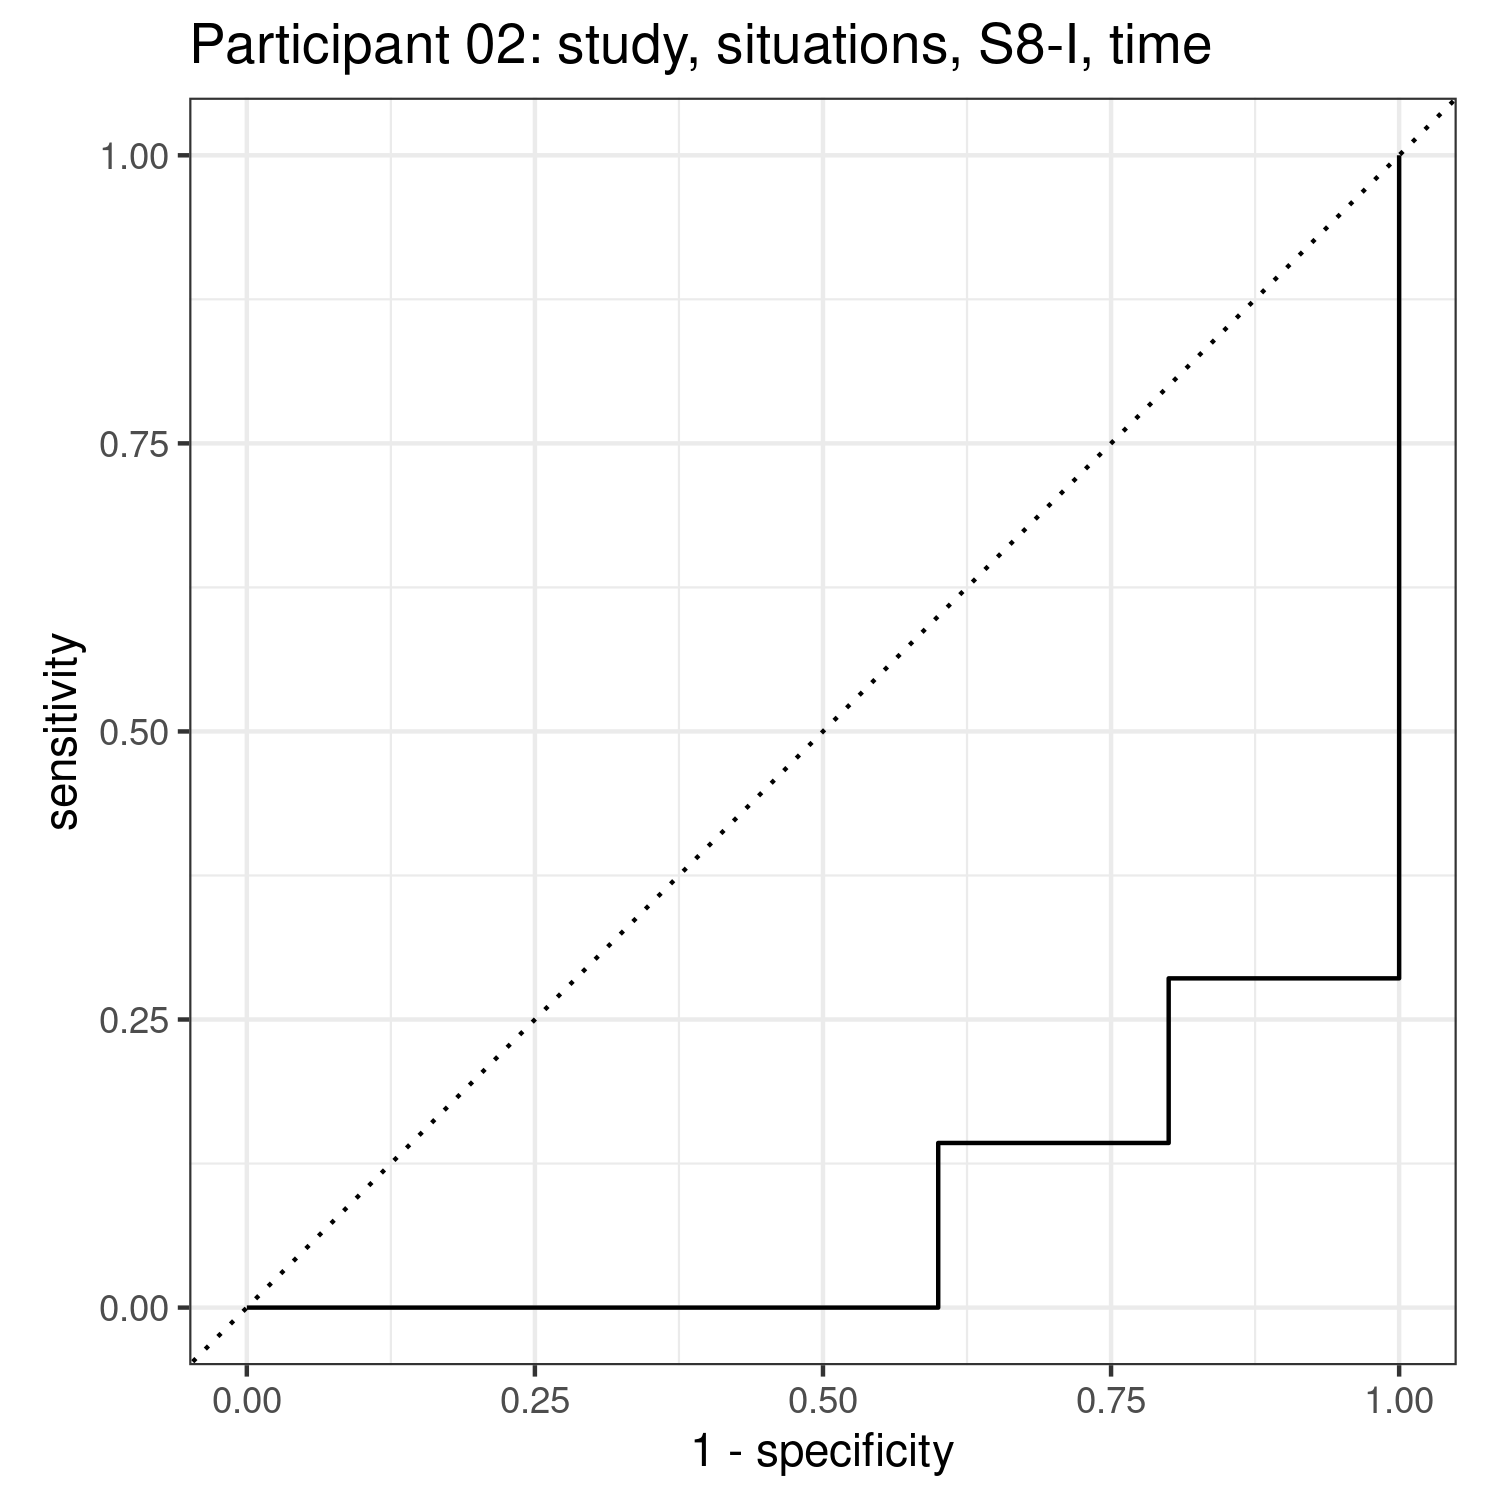 Participant 02: study, situations, S8-I, time
1.00
0.75
0.50
0.25
0.00
sensitivity
0.00 0.25 0.50 0.75 1.00
1 - specificity